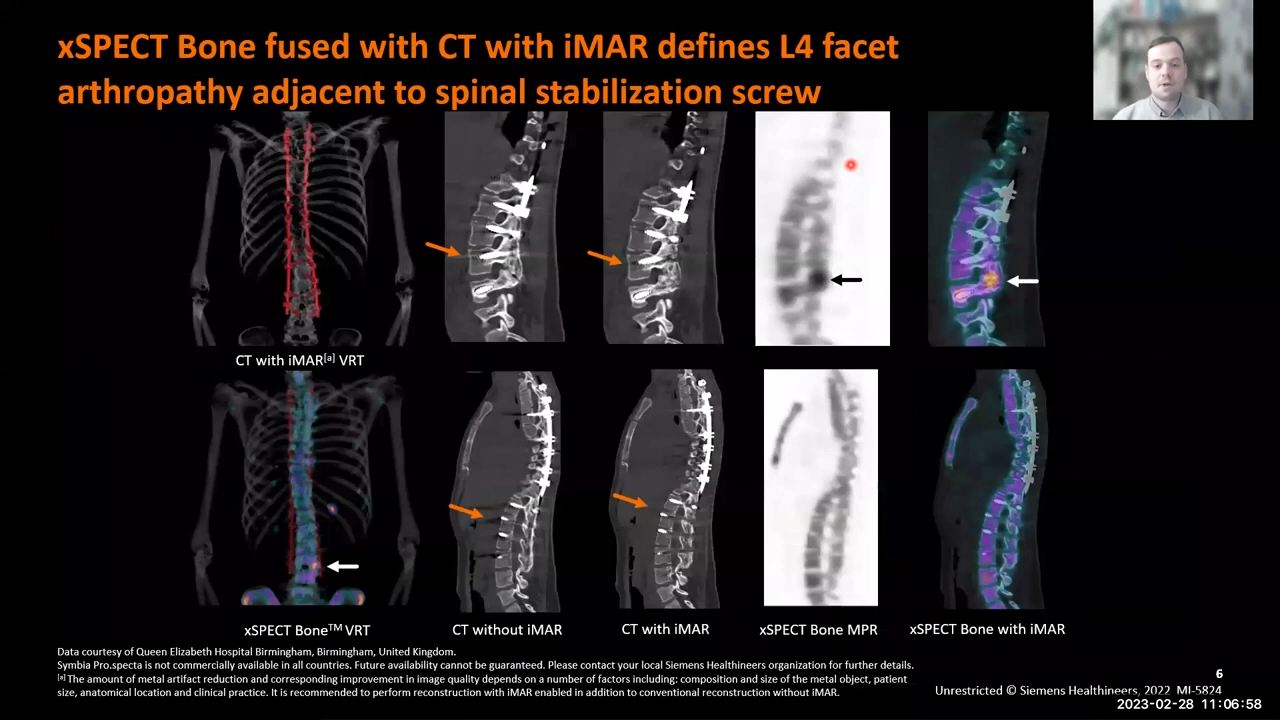 xSPECT Bone fused with CT with iMAR defines L4 facet
arthropathy adjacent to spinal stabilization screw
CT with iMAR[a] VRT
xSPECT Bone™ VRT
CT without iMAR
CT with iMAR
xSPECT Bone MPR
xSPECT Bone with iMAR
Data courtesy of Queen Elizabeth Hospital Birmingham, Birmingham, United Kingdom.
Symbia Pro.specta is not commercially available in all countries. Future availability cannot be guaranteed. Please contact your local Siemens Healthineers organization for further details.
[a] The amount of metal artifact reduction and corresponding improvement in image quality depends on a number of factors including: composition and size of the metal object, patient
size, anatomical location and clinical practice. It is recommended to perform reconstruction with iMAR enabled in addition to conventional reconstruction without iMAR.
6
Unrestricted © Siemens Healthineers, 2022 MI-5824
2023-02-28 11:06:58